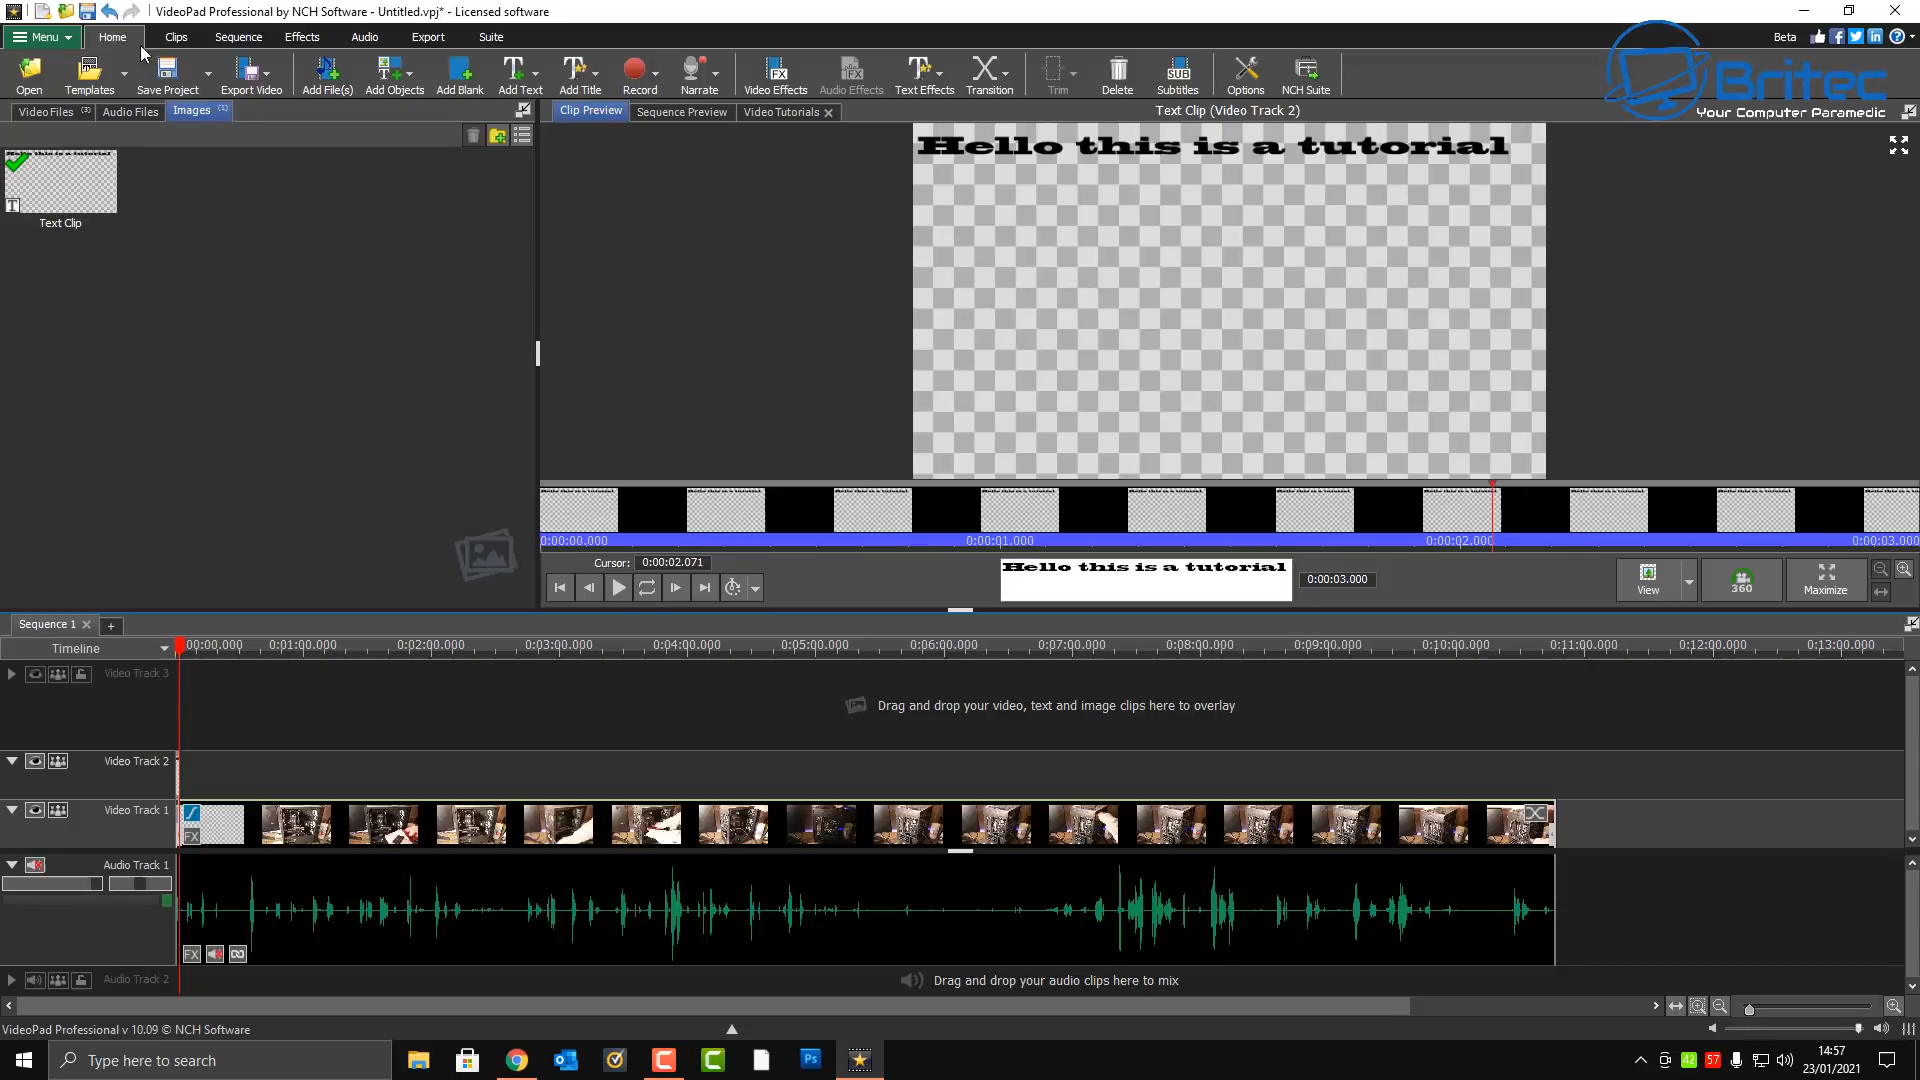 VideoPad Professional by NCH Software - Untitled.vpj* - Licensed software
Menu Home Clips Sequence Effects Audio Export Suite Beta
Open Templates Save Project Export Video Add File(s) Add Objects Add Blank Add Text Add Title Record Narrate Video Effects Audio Effects Text Effects Transition Trim Delete Subtitles Options NCH Suite
Britec
Your Computer Paramedic
Video Files (3) Audio Files Images (1) Clip Preview Sequence Preview Video Tutorials Text Clip (Video Track 2)
Hello this is a tutorial
Text Clip
0:00:00.000 0:00:01.000 0:00:02.000 0:00:03.000
Cursor: 0:00:02.071
Hello this is a tutorial
0:00:03.000
View 360 Maximize
Sequence 1
Timeline 00:00.000 0:01:00.000 0:02:00.000 0:03:00.000 0:04:00.000 0:05:00.000 0:06:00.000 0:07:00.000 0:08:00.000 0:09:00.000 0:10:00.000 0:11:00.000 0:12:00.000 0:13:00.000
Video Track 3
Drag and drop your video, text and image clips here to overlay
Video Track 2
Video Track 1
FX
Audio Track 1
FX
Audio Track 2
Drag and drop your audio clips here to mix
VideoPad Professional v 10.09 © NCH Software
Type here to search
Ps
42 57
14:57
23/01/2021